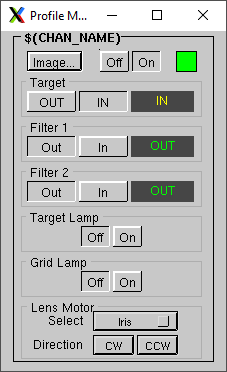 Profile M...
$(CHAN_NAME)
Image... Off On
Target
OUT IN IN
Filter 1
Out In OUT
Filter 2
Out In OUT
Target Lamp
Off On
Grid Lamp
Off On
Lens Motor
Select Iris
Direction CW CCW